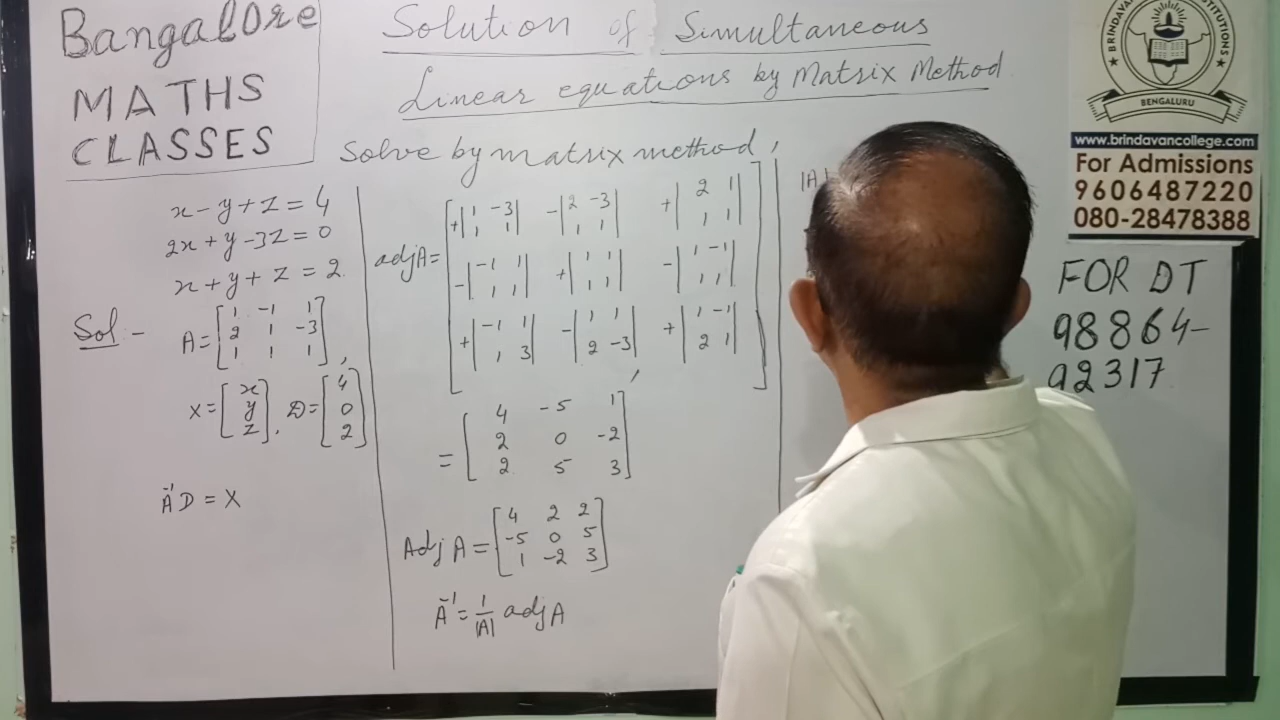 Bangalore
MATHS
CLASSES
Solution of Simultaneous
Linear equations by Matrix Method
Solve by matrix method,
x - y + z = 4
2x + y - 3z = 0
x + y + z = 2.
Sol -
A = [1 -1 1
2 1 -3
1 1 1],
X = [x
y
z], D = [4
0
2]
A⁻¹D = X
adjA = [+|1 -3| -|2 -3| +|2 1|
|1 1| |1 1| |1 1|
-|-1 1| +|1 1| -|1 -1|
|1 1| |1 1| |1 1|
+|-1 1| -|1 1| +|1 -1|
|1 3| |2 -3| |2 1|],
= [4 -5 1
2 0 -2
2 5 3]
Adj A = [4 2 2
-5 0 5
1 -2 3]
A⁻¹ = 1/|A| adj A
|A|
BRINDAVAN
BENGALURU
www.brindavancollege.com
For Admissions
9606487220
080-28478388
FOR DT
98864-
92317